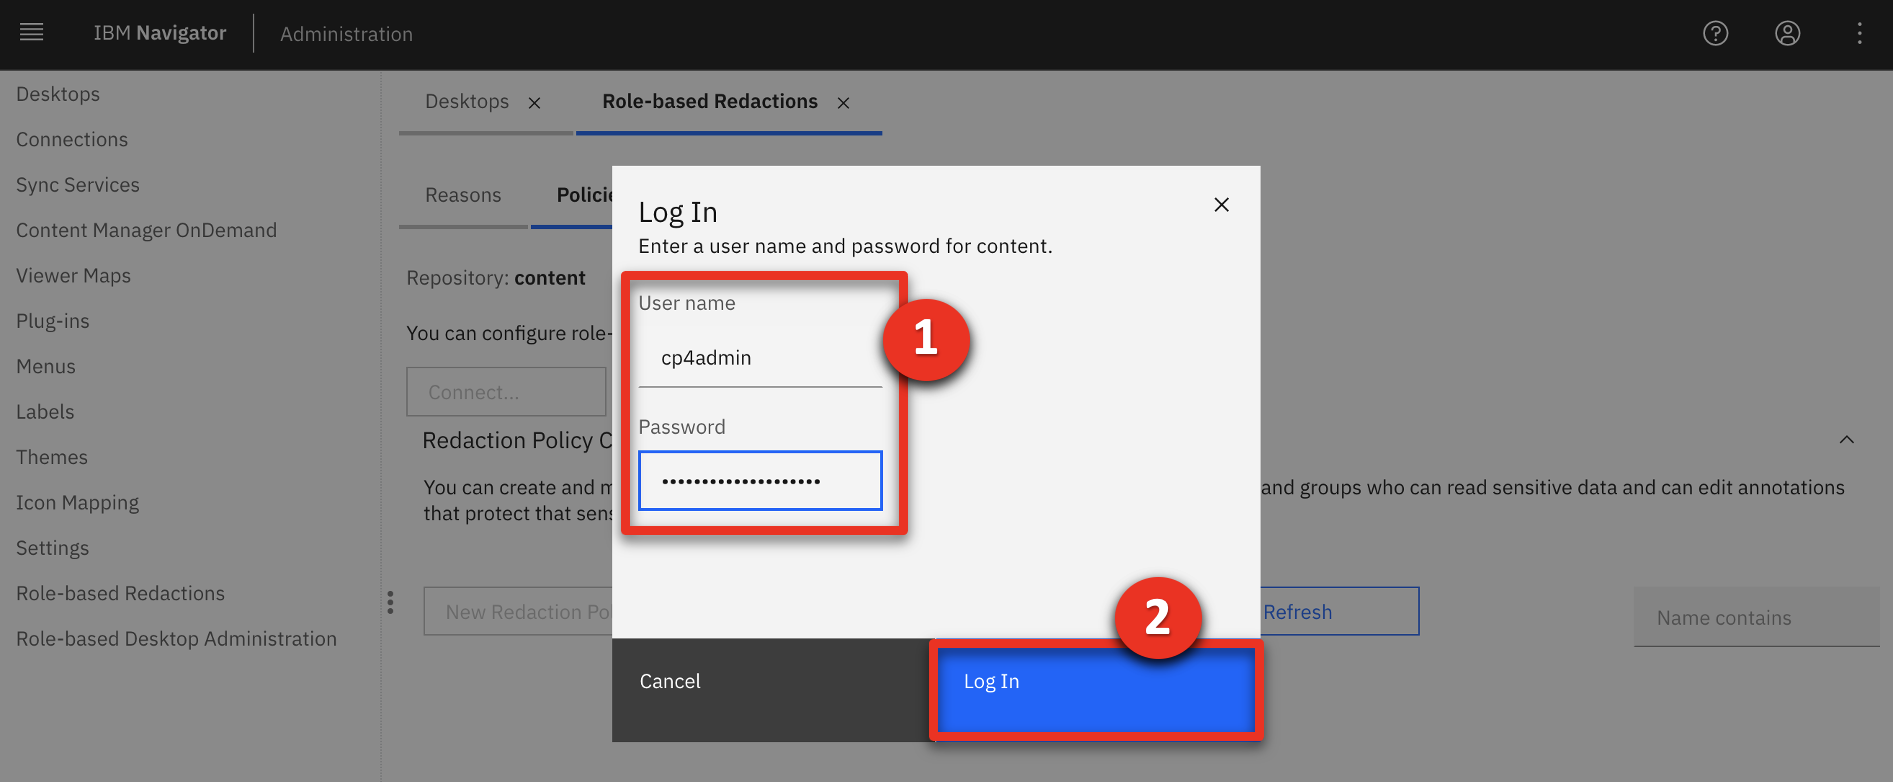 IBM Navigator
Administration
Desktops
Connections
Sync Services
Content Manager OnDemand
Viewer Maps
Plug-ins
Menus
Labels
Themes
Icon Mapping
Settings
Role-based Redactions
Role-based Desktop Administration
Desktops
Role-based Redactions
Reasons
Policie
Repository: content
You can configure role-
Connect...
Redaction Policy C
You can create and m
that protect that sens
and groups who can read sensitive data and can edit annotations
New Redaction Po
Refresh
Name contains
Log In
Enter a user name and password for content.
User name
cp4admin
1
Password
••••••••••••••••••••
2
Cancel
Log In